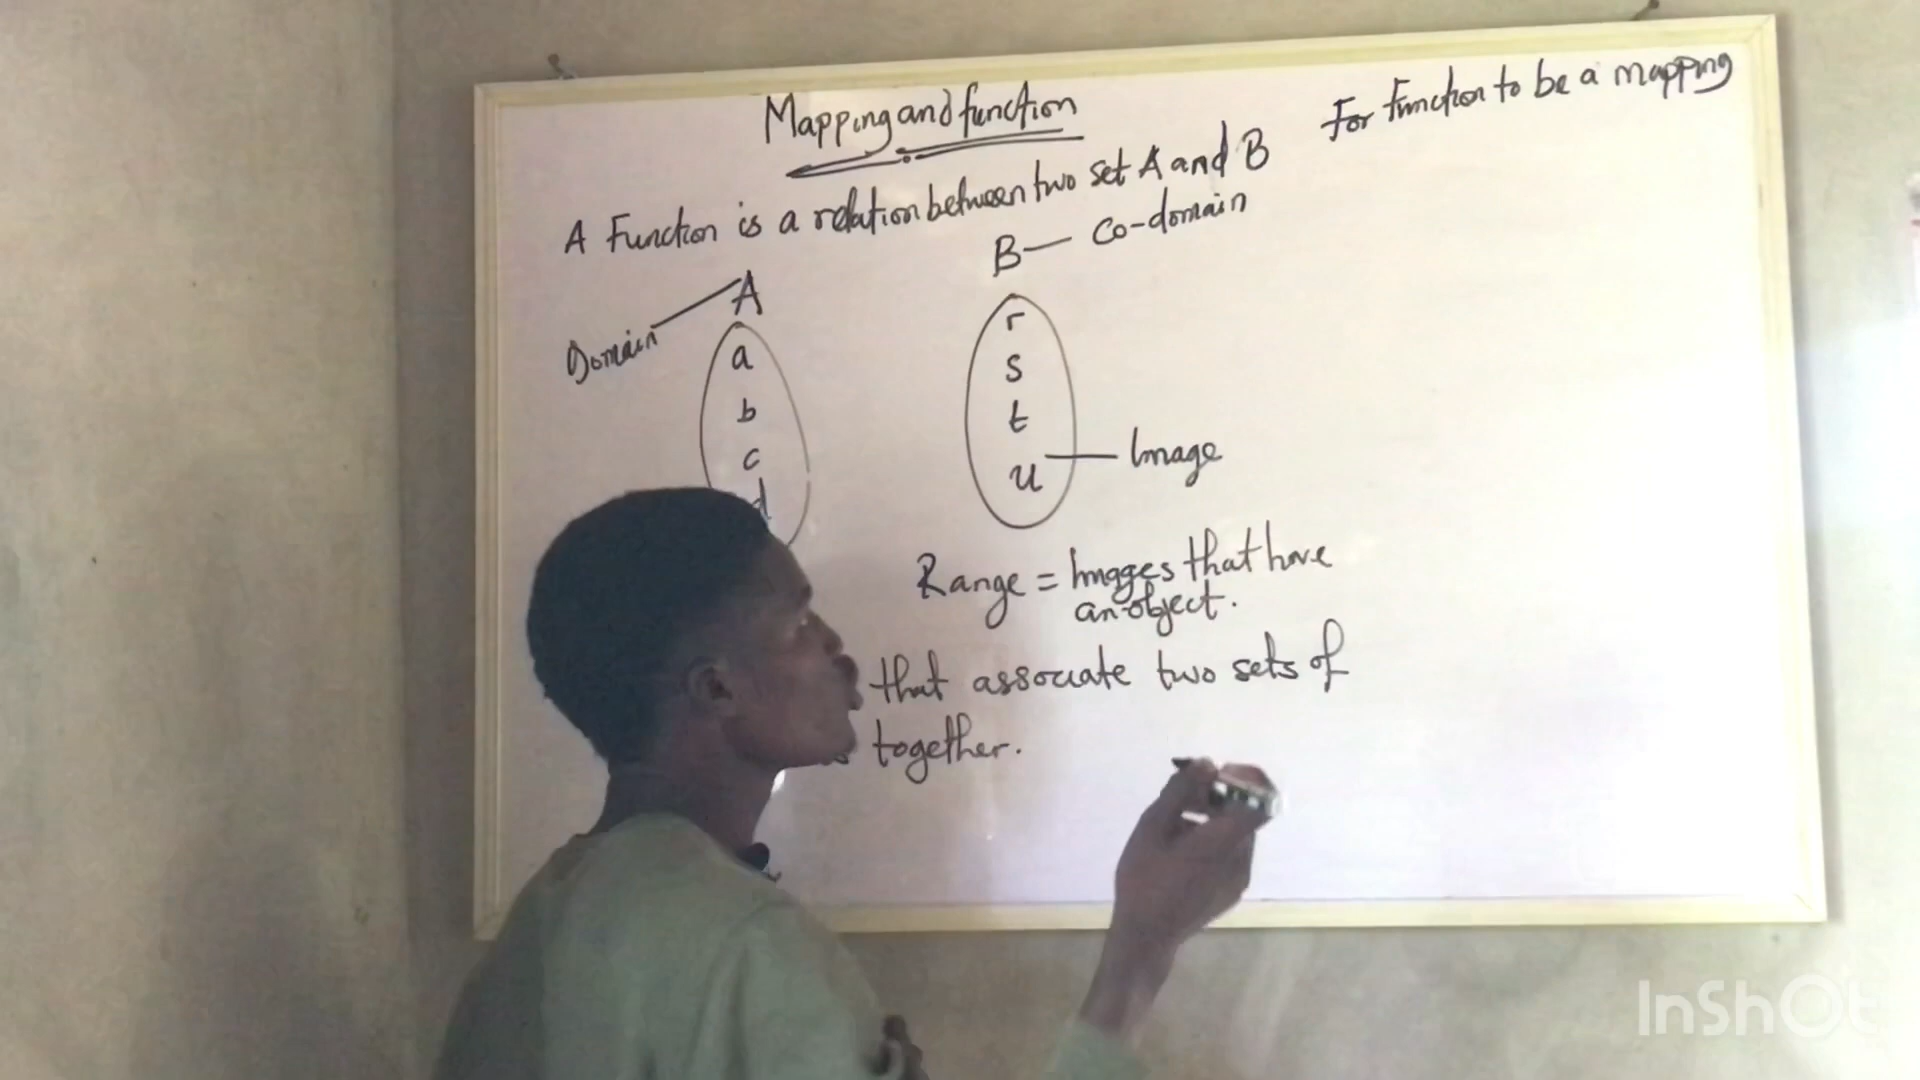 Mapping and function
For Function to be a mapping
A Function is a relation between two set A and B
B — Co-domain
A
Domain
a
b
c
d
r
s
t
u
Image
Range = Images that have
an object.
that associate two sets of
together.
InShOt